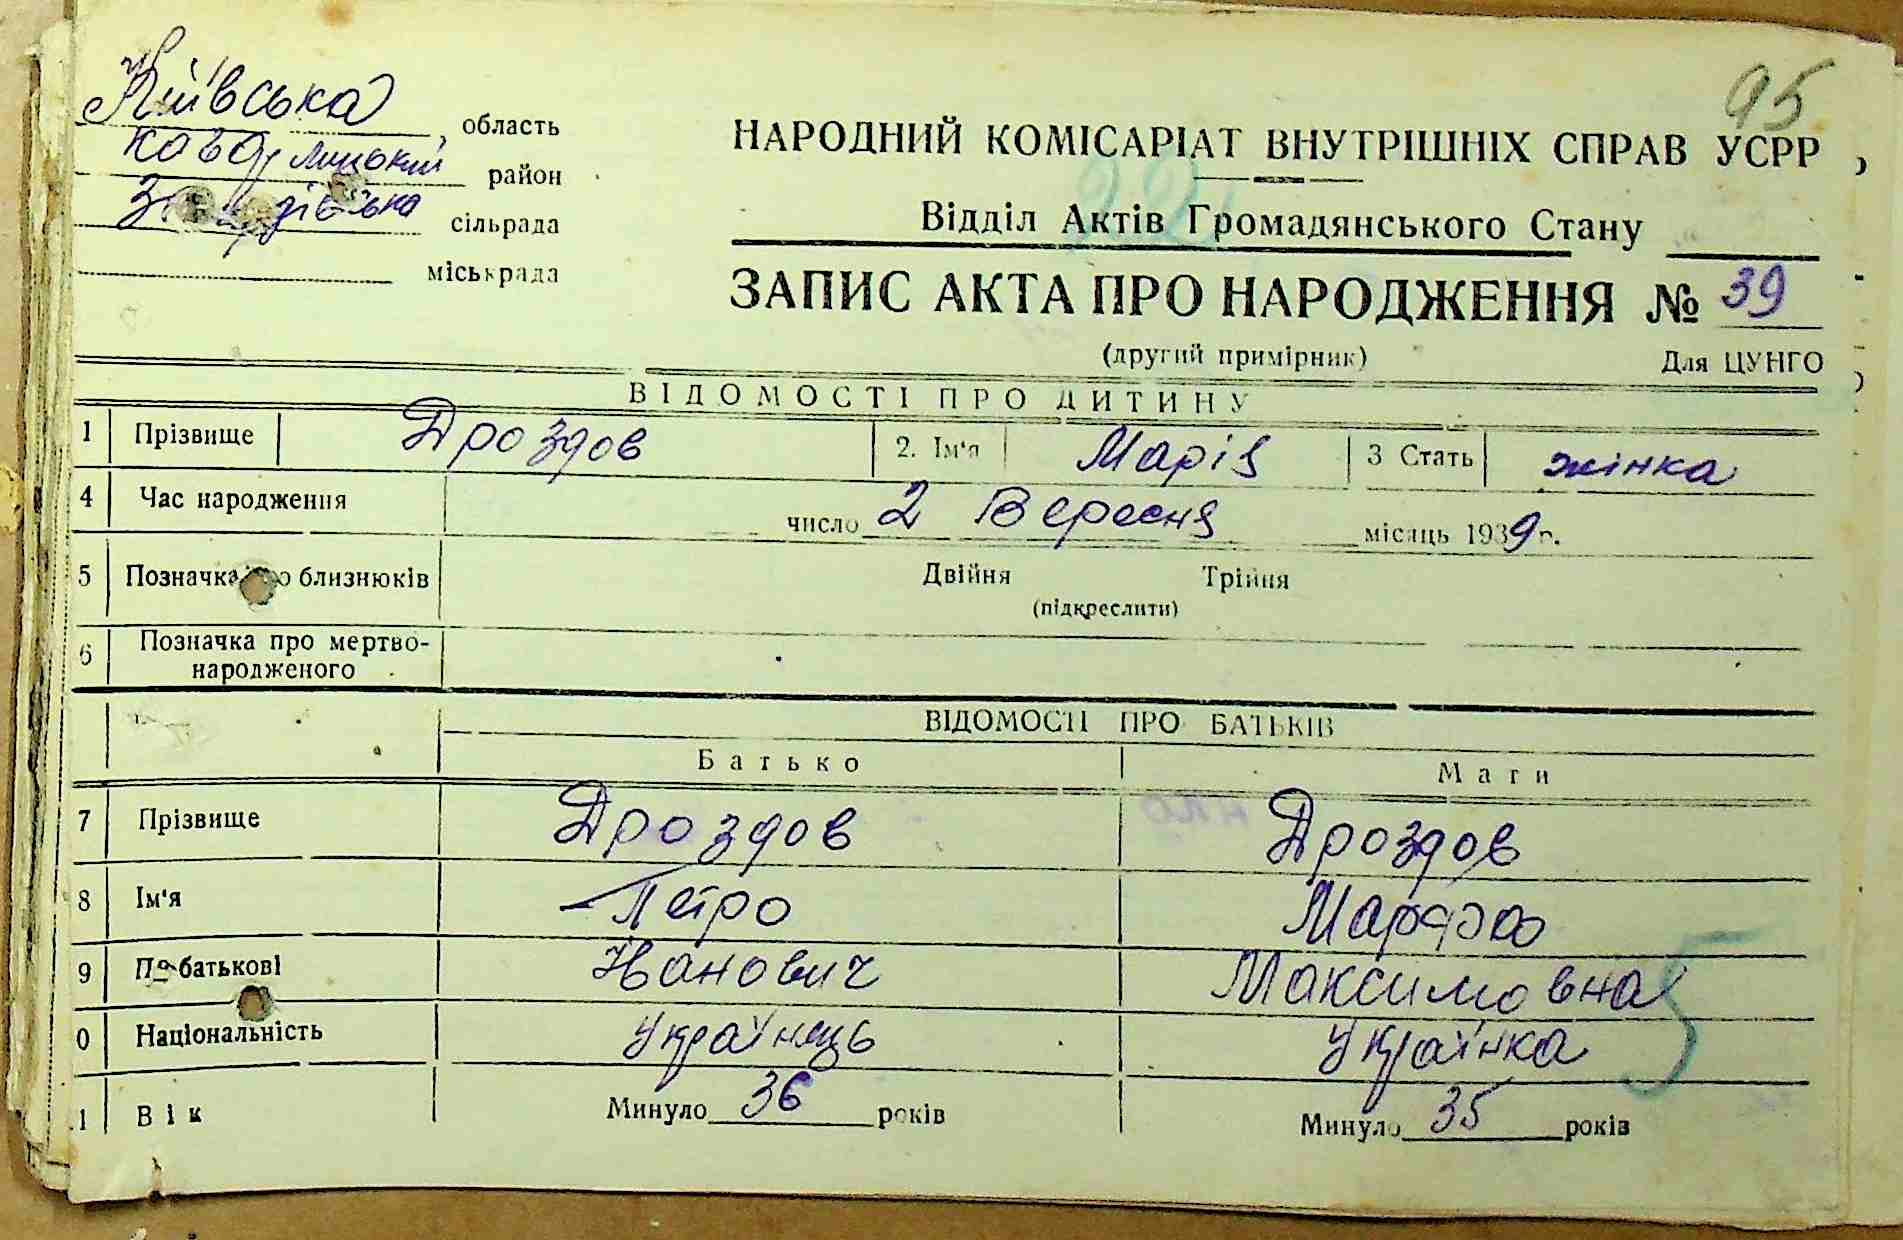 95
Київська область
район
сільрада
міськрада
НАРОДНИЙ КОМІСАРІАТ ВНУТРІШНІХ СПРАВ УСРР
22
Відділ Актів Громадянського Стану
ЗАПИС АКТА ПРО НАРОДЖЕННЯ № 39
(другий примірник) Для ЦУНГО
ВІДОМОСТІ ПРО ДИТИНУ
1 Прізвище Дроздов 2. Ім'я Марія 3 Стать жінка
4 Час народження число 2 Вересня місяць 1939 р.
5 Позначка про близнюків Двійня Трійня
(підкреслити)
6 Позначка про мертво-
народженого
ВІДОМОСТІ ПРО БАТЬКІВ
Батько Мати
7 Прізвище Дроздов Дроздов
8 Ім'я Петро
9 По батькові Іванович Максимовна
0 Національність Українець Українка
5
1 Вік Минуло 36 років Минуло 35 років